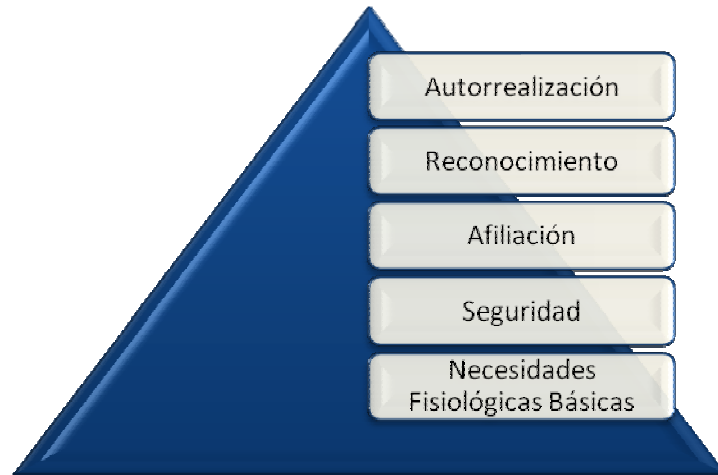 Autorrealización
Reconocimiento
Afiliación
Seguridad
Necesidades
Fisiológicas Básicas